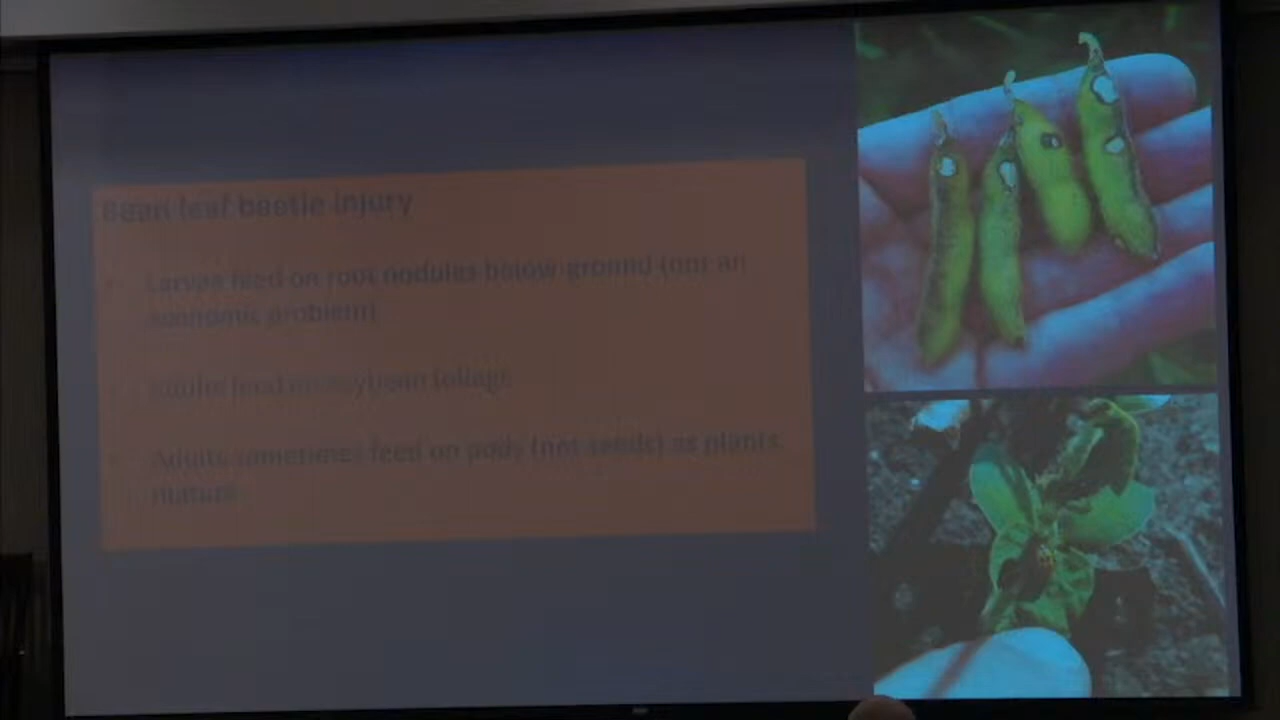 Bean leaf beetle injury
Larvae feed on root nodules below ground (not an
economic problem)
Adults feed on soybean foliage
Adults sometimes feed on pods (not seeds) as plants
mature